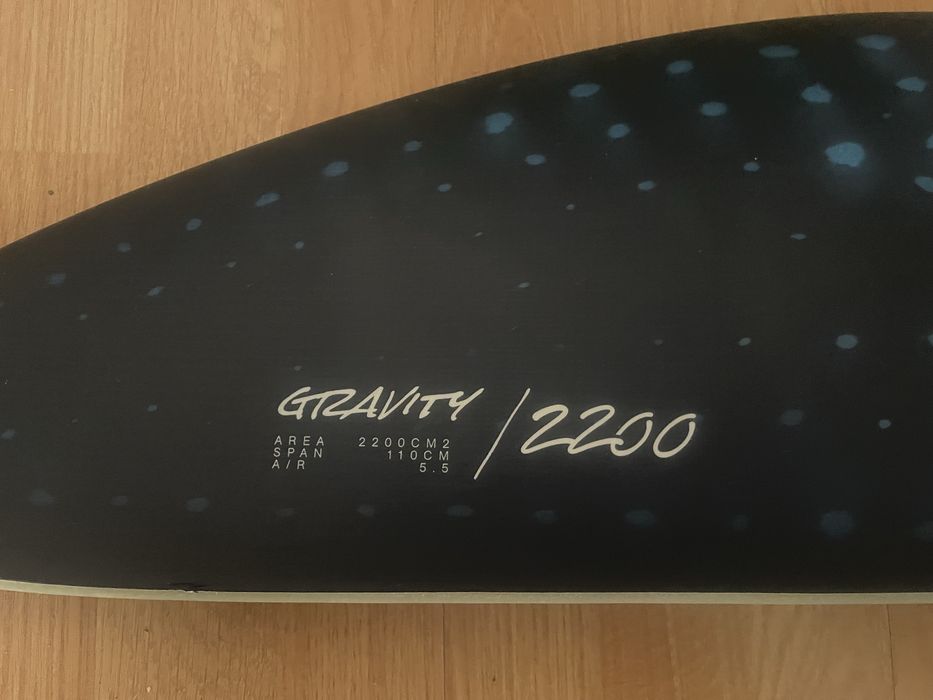 GRAVITY / 2200
AREA 2200CM2
SPAN 110CM
A/R 5.5